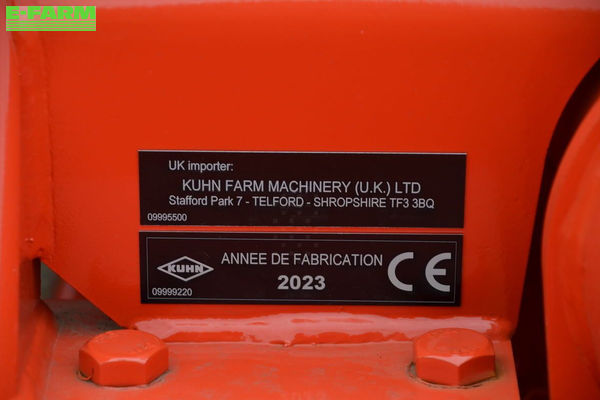 E-FARM
UK importer:
KUHN FARM MACHINERY (U.K.) LTD
Stafford Park 7 - TELFORD - SHROPSHIRE TF3 3BQ
09995500
KUHN
ANNEE DE FABRICATION
2023
CE
09999220